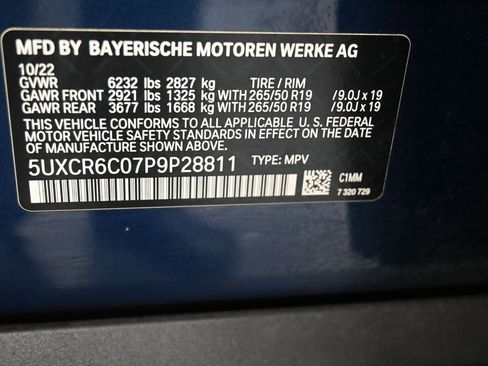 MFD BY BAYERISCHE MOTOREN WERKE AG
10/22
GVWR 6232 lbs 2827 kg TIRE / RIM
GAWR FRONT 2921 lbs 1325 kg WITH 265/50 R19 /9.0J x 19
GAWR REAR 3677 lbs 1668 kg WITH 265/50 R19 /9.0J x 19
THIS VEHICLE CONFORMS TO ALL APPLICABLE U.S. FEDERAL
MOTOR VEHICLE SAFETY STANDARDS IN EFFECT ON THE DATE
OF MANUFACTURE SHOWN ABOVE.
5UXCR6C07P9P28811 TYPE: MPV
C1MM
7 320 729